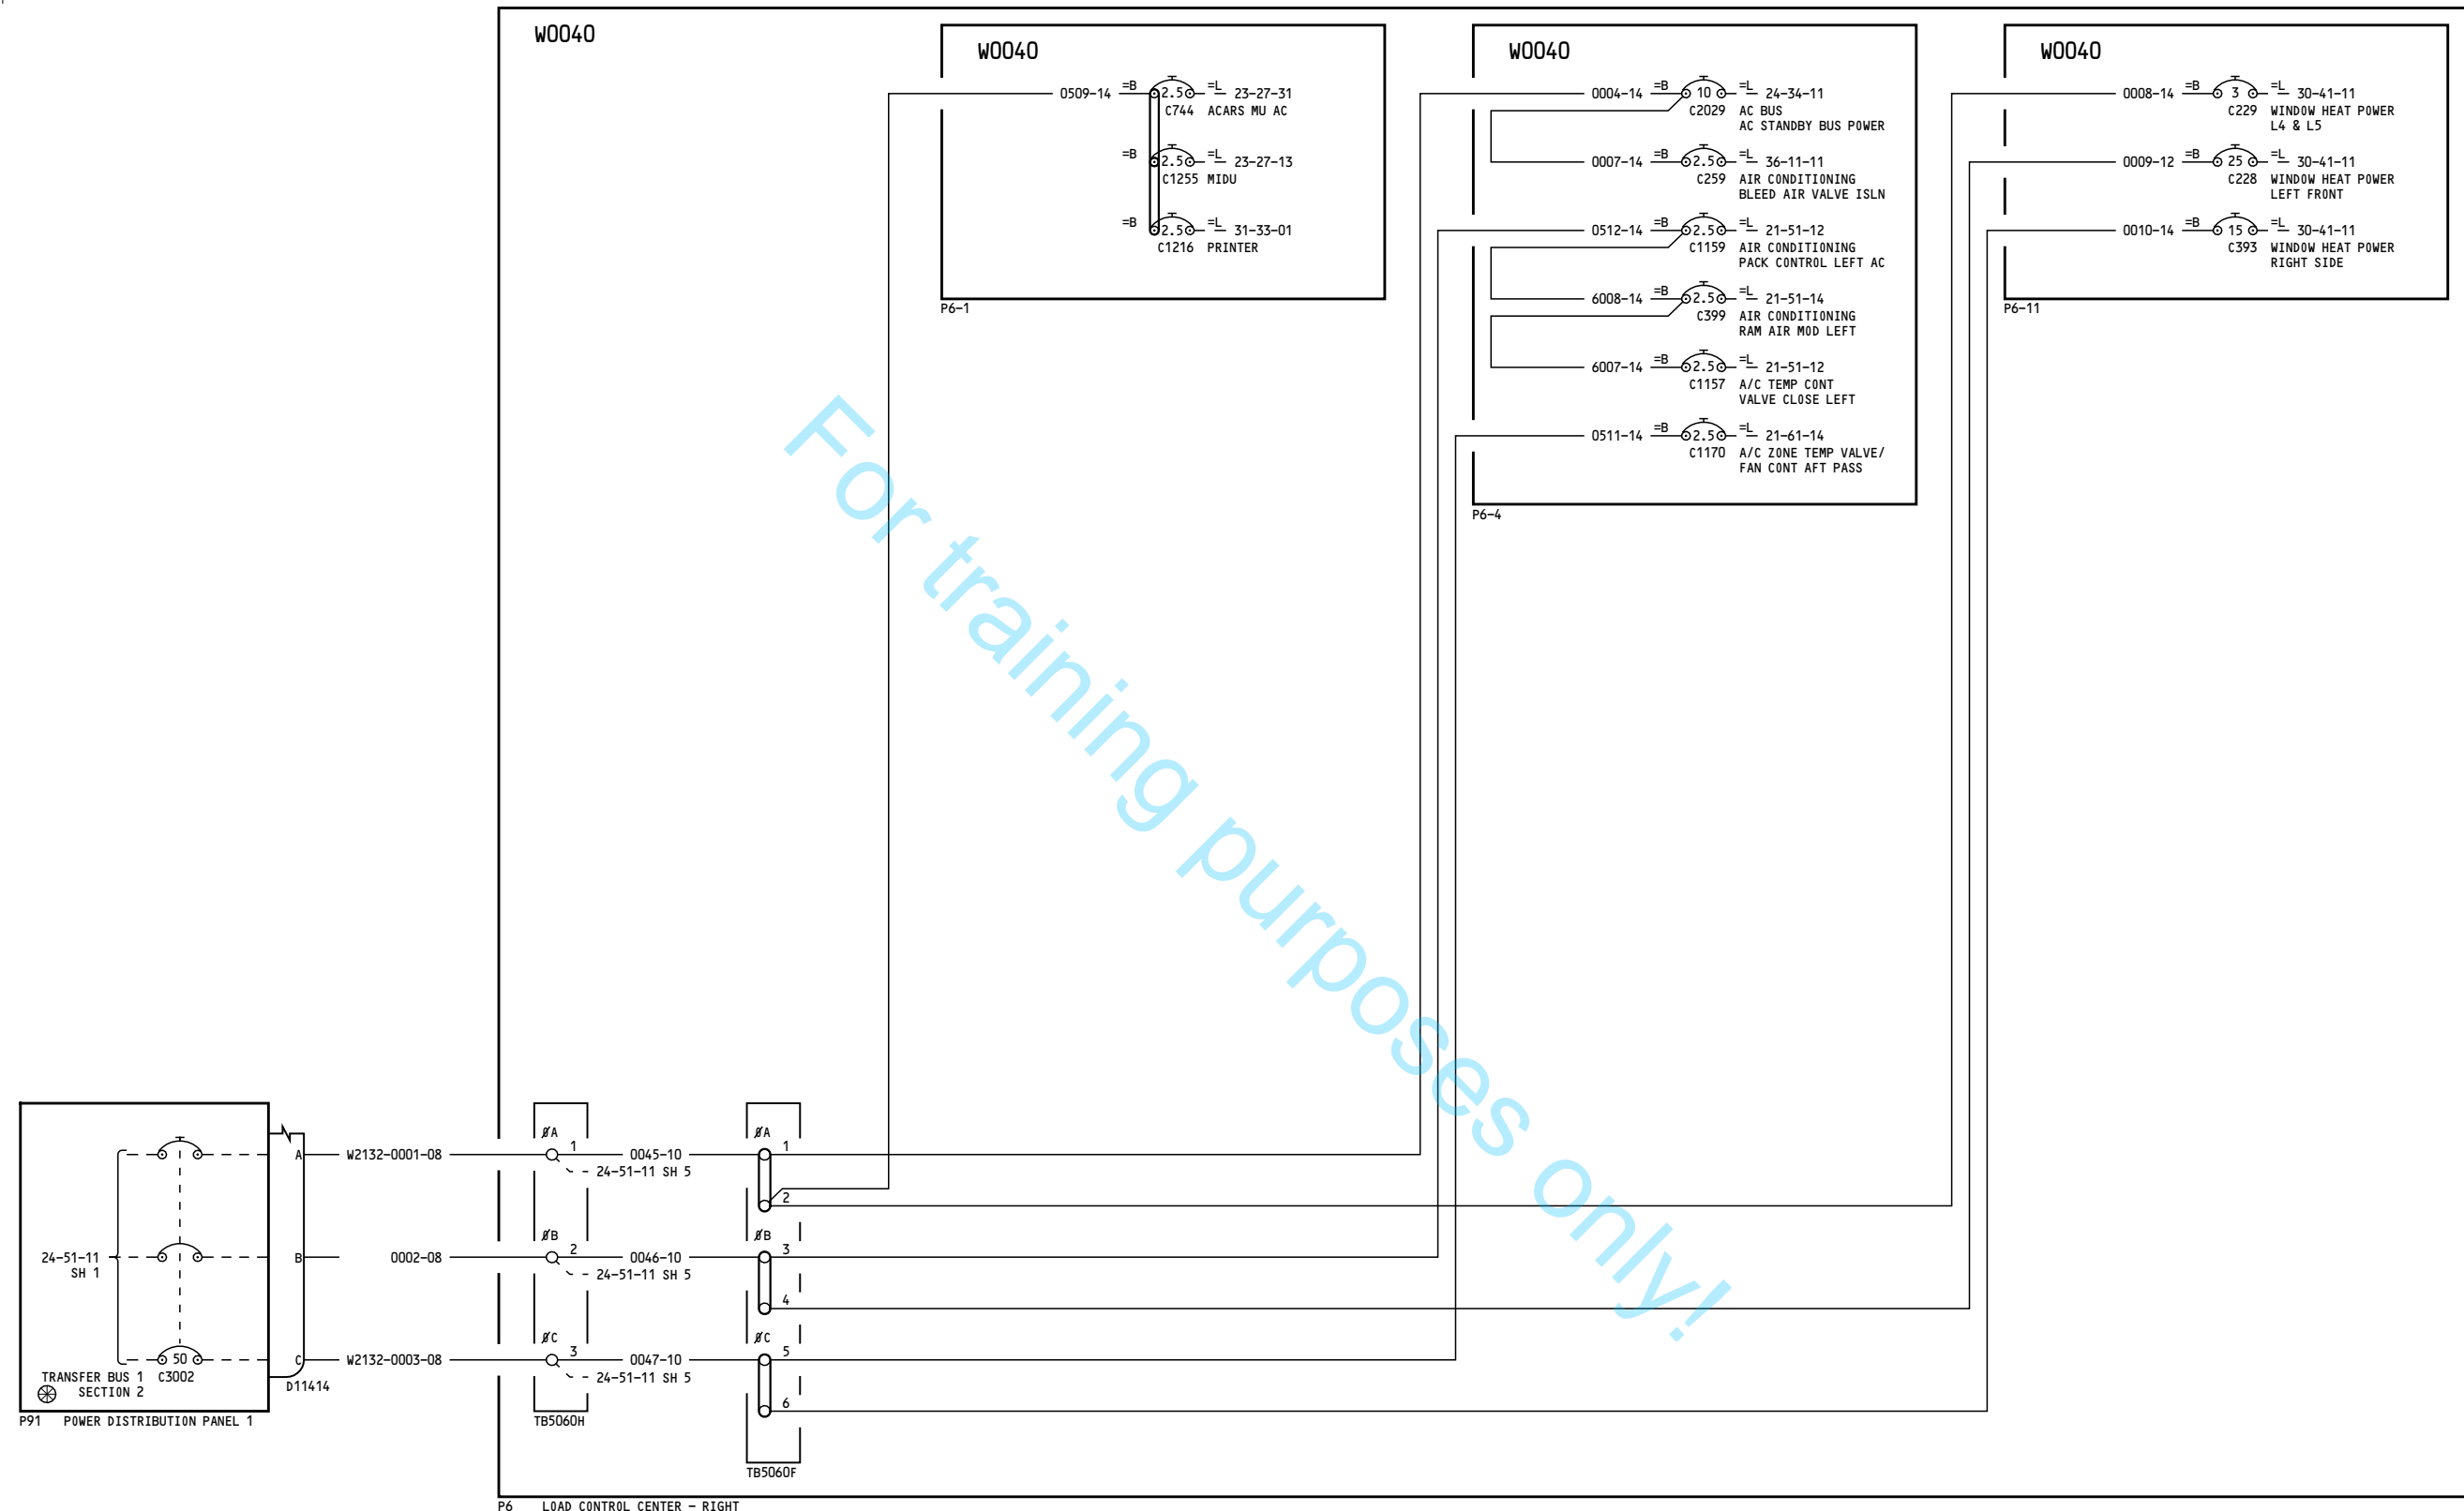 W0040
W0040
0509-14 =B 2.5 =L 23-27-31
C744 ACARS MU AC
=B 2.5 =L 23-27-13
C1255 MIDU
=B 2.5 =L 31-33-01
C1216 PRINTER
P6-1
W0040
0004-14 =B 10 =L 24-34-11
C2029 AC BUS
AC STANDBY BUS POWER
0007-14 =B 2.5 =L 36-11-11
C259 AIR CONDITIONING
BLEED AIR VALVE ISLN
0512-14 =B 2.5 =L 21-51-12
C1159 AIR CONDITIONING
PACK CONTROL LEFT AC
6008-14 =B 2.5 =L 21-51-14
C399 AIR CONDITIONING
RAM AIR MOD LEFT
6007-14 =B 2.5 =L 21-51-12
C1157 A/C TEMP CONT
VALVE CLOSE LEFT
0511-14 =B 2.5 =L 21-61-14
C1170 A/C ZONE TEMP VALVE/
FAN CONT AFT PASS
P6-4
W0040
0008-14 =B 3 =L 30-41-11
C229 WINDOW HEAT POWER
L4 & L5
0009-12 =B 25 =L 30-41-11
C228 WINDOW HEAT POWER
LEFT FRONT
0010-14 =B 15 =L 30-41-11
C393 WINDOW HEAT POWER
RIGHT SIDE
P6-11
For training purposes only!
ØA ØA
A W2132-0001-08 1 0045-10 1
24-51-11 SH 5
2
ØB ØB
24-51-11 B 0002-08 2 0046-10 3
SH 1 24-51-11 SH 5
4
ØC ØC
50 C W2132-0003-08 3 0047-10 5
TRANSFER BUS 1 C3002 24-51-11 SH 5
SECTION 2 D11414
6
P91 POWER DISTRIBUTION PANEL 1 TB5060H
TB5060F
P6 LOAD CONTROL CENTER - RIGHT